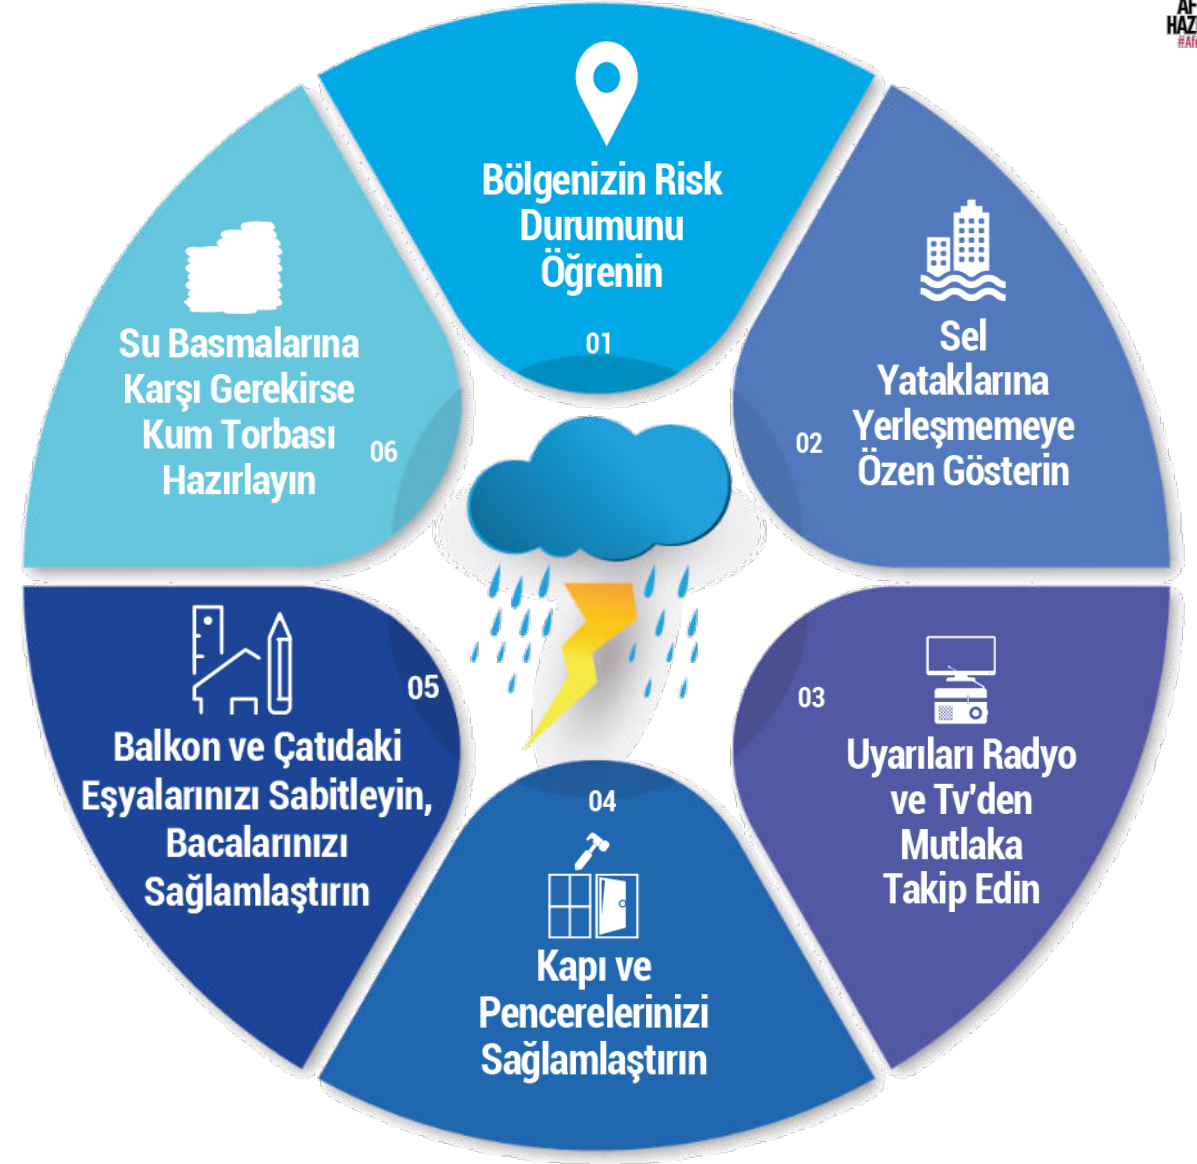 Bölgenizin Risk
Durumunu
Öğrenin
01
Sel
Yataklarına
Yerleşmemeye
Özen Gösterin
02
03
Uyarıları Radyo
ve Tv'den
Mutlaka
Takip Edin
04
Kapı ve
Pencerelerinizi
Sağlamlaştırın
05
Balkon ve Çatıdaki
Eşyalarınızı Sabitleyin,
Bacalarınızı
Sağlamlaştırın
Su Basmalarına
Karşı Gerekirse
Kum Torbası
Hazırlayın
06